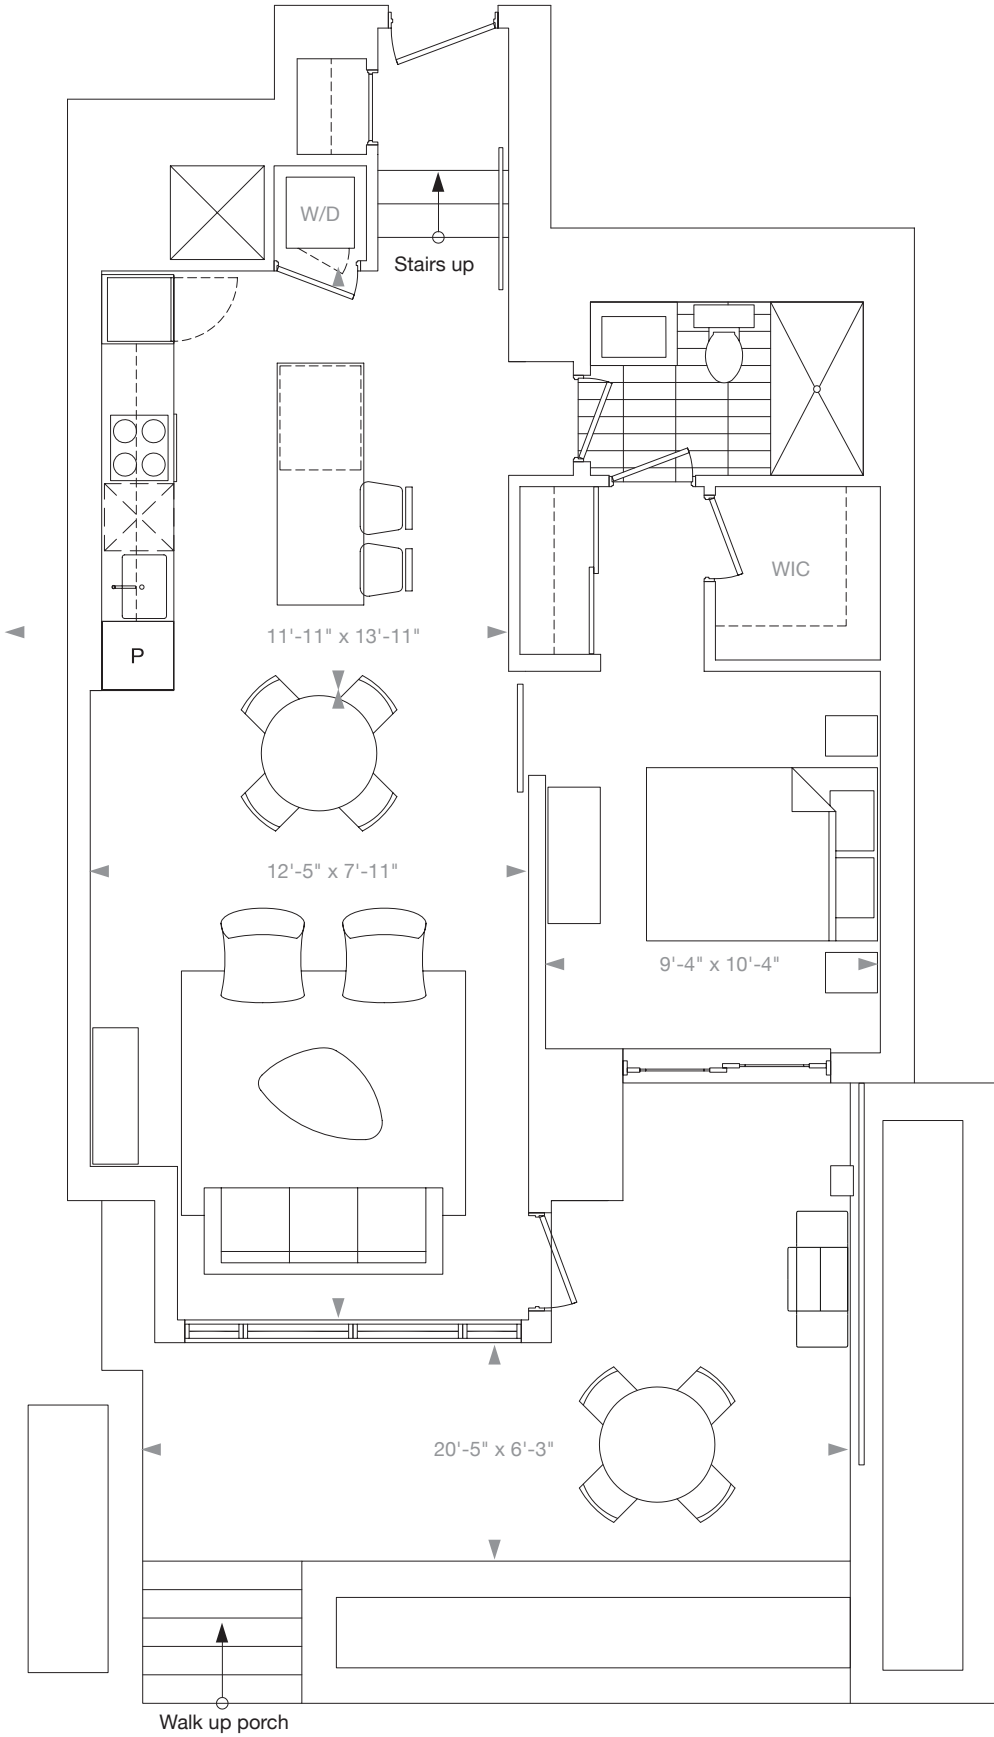 W/D
Stairs up
WIC
11'-11" x 13'-11"
P
12'-5" x 7'-11"
9'-4" x 10'-4"
20'-5" x 6'-3"
Walk up porch